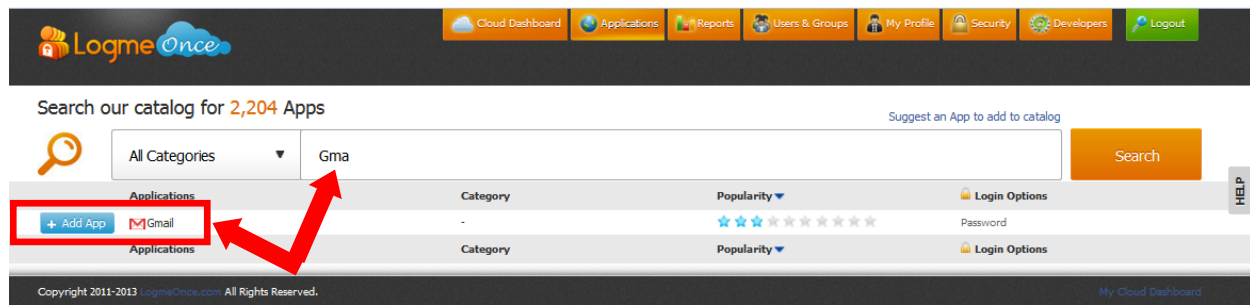 Cloud Dashboard Applications Reports Users & Groups My Profile Security Developers Logout
Logme Once
Search our catalog for 2,204 Apps
Suggest an App to add to catalog
All Categories Gma Search
HELP
Applications Category Popularity Login Options
+ Add App Gmail - Password
Applications Category Popularity Login Options
Copyright 2011-2013 LogmeOnce.com All Rights Reserved. My Cloud Dashboard